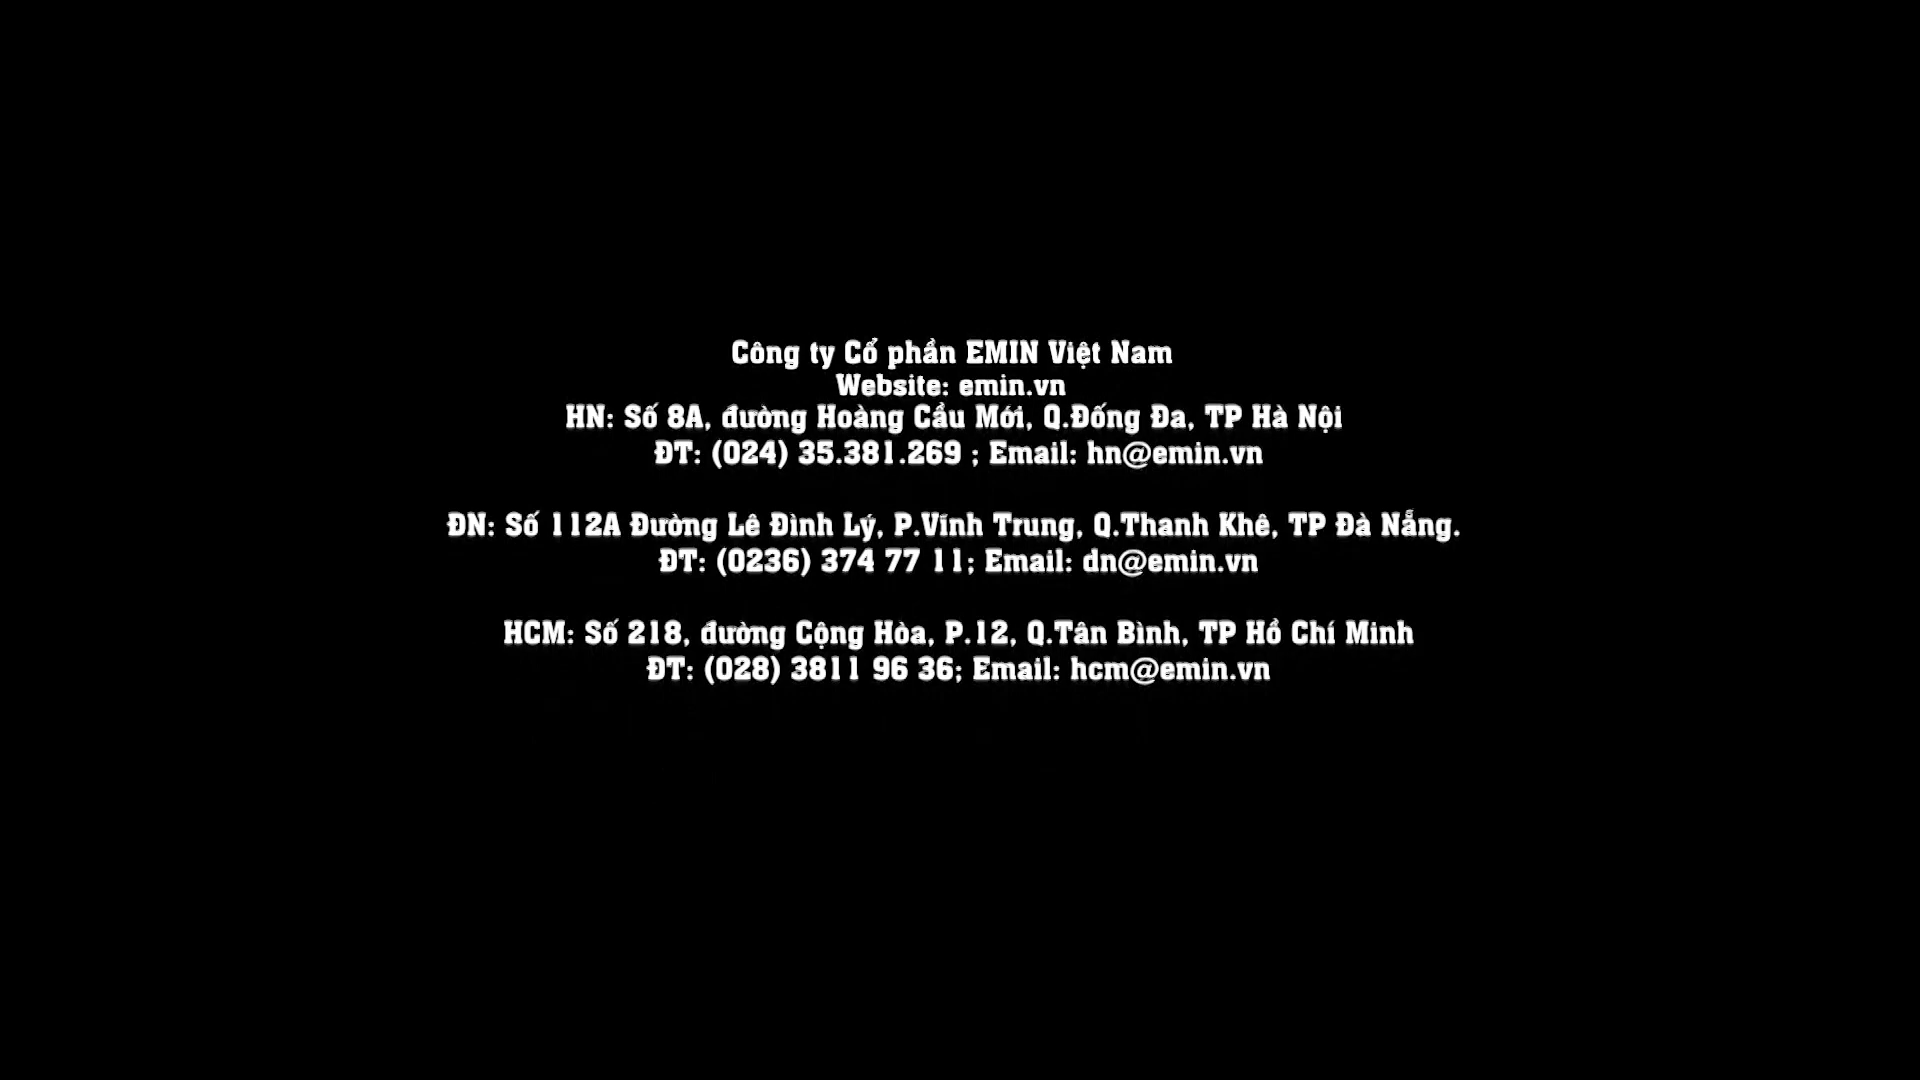 Công ty Cổ phần EMIN Việt Nam
Website: emin.vn
HN: Số 8A, đường Hoàng Cầu Mới, Q.Đống Đa, TP Hà Nội
ĐT: (024) 35.381.269 ; Email: hn@emin.vn
ĐN: Số 112A Đường Lê Đình Lý, P.Vĩnh Trung, Q.Thanh Khê, TP Đà Nẵng.
ĐT: (0236) 374 77 11; Email: dn@emin.vn
HCM: Số 218, đường Cộng Hòa, P.12, Q.Tân Bình, TP Hồ Chí Minh
ĐT: (028) 3811 96 36; Email: hcm@emin.vn